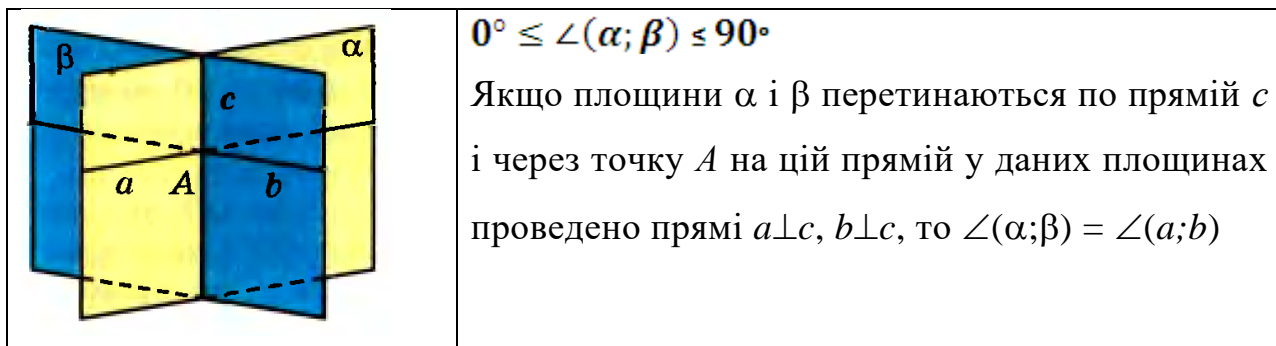 β
α
c
a
A
b
0° ≤ ∠(α; β) ≤ 90°
Якщо площини α і β перетинаються по прямій c
і через точку A на цій прямій у даних площинах
проведено прямі a⊥c, b⊥c, то ∠(α;β) = ∠(a;b)